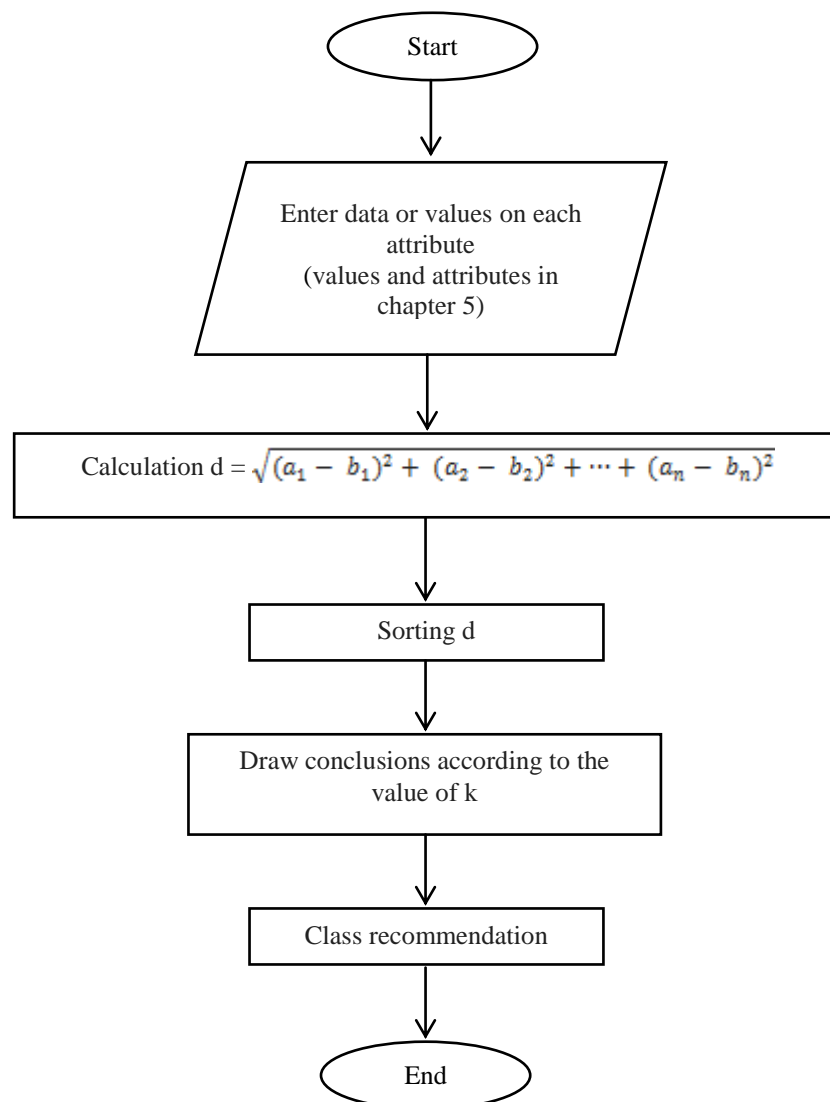 Start
Enter data or values on each
attribute
(values and attributes in
chapter 5)
Calculation d = √(a₁ − b₁)² + (a₂ − b₂)² + ⋯ + (aₙ − bₙ)²
Sorting d
Draw conclusions according to the
value of k
Class recommendation
End